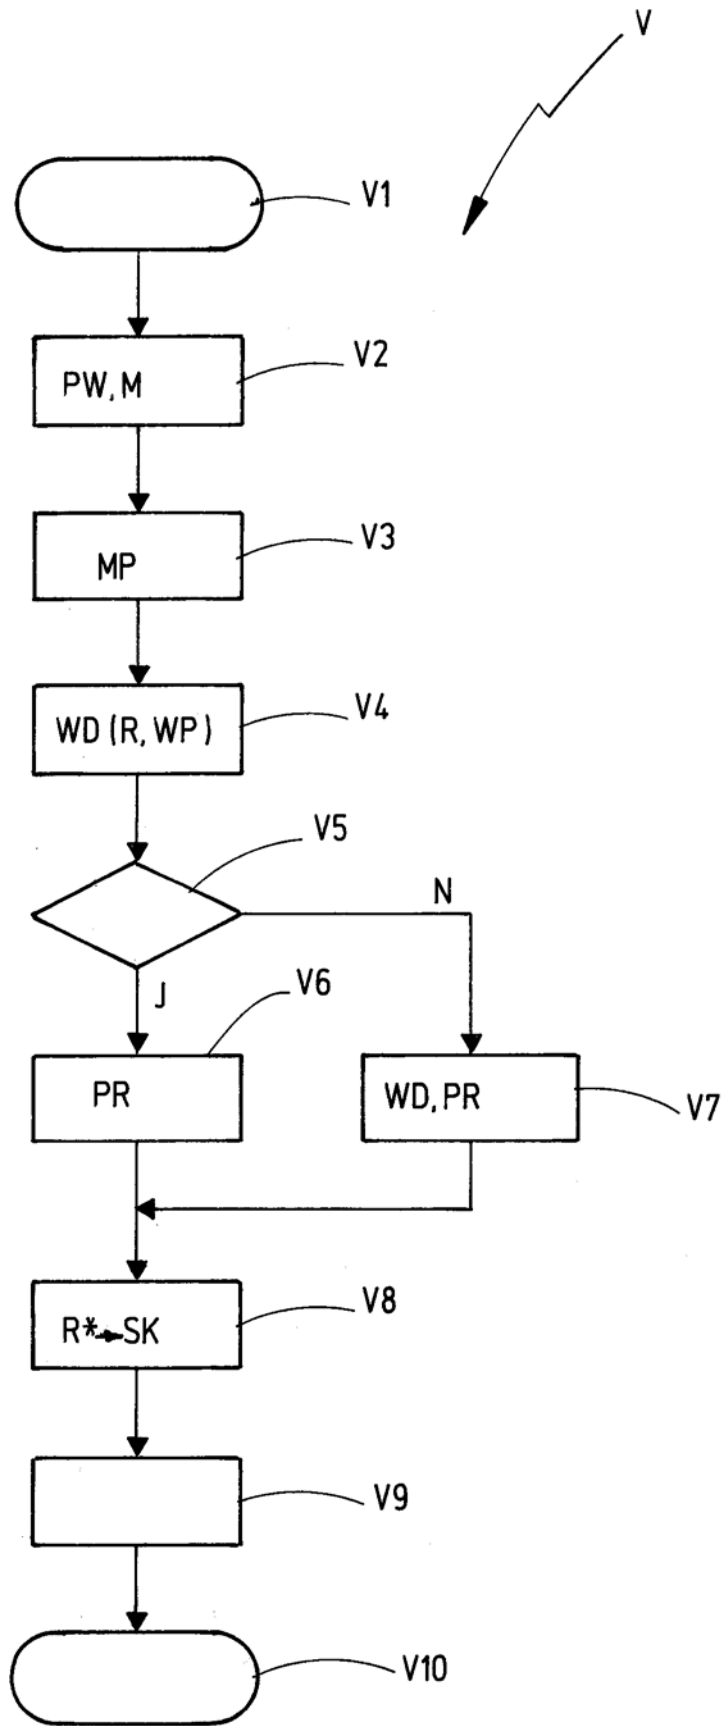 V
V1
V2
PW, M
V3
MP
V4
WD (R, WP)
V5
N
J
V6
PR
WD, PR
V7
V8
R*→SK
V9
V10